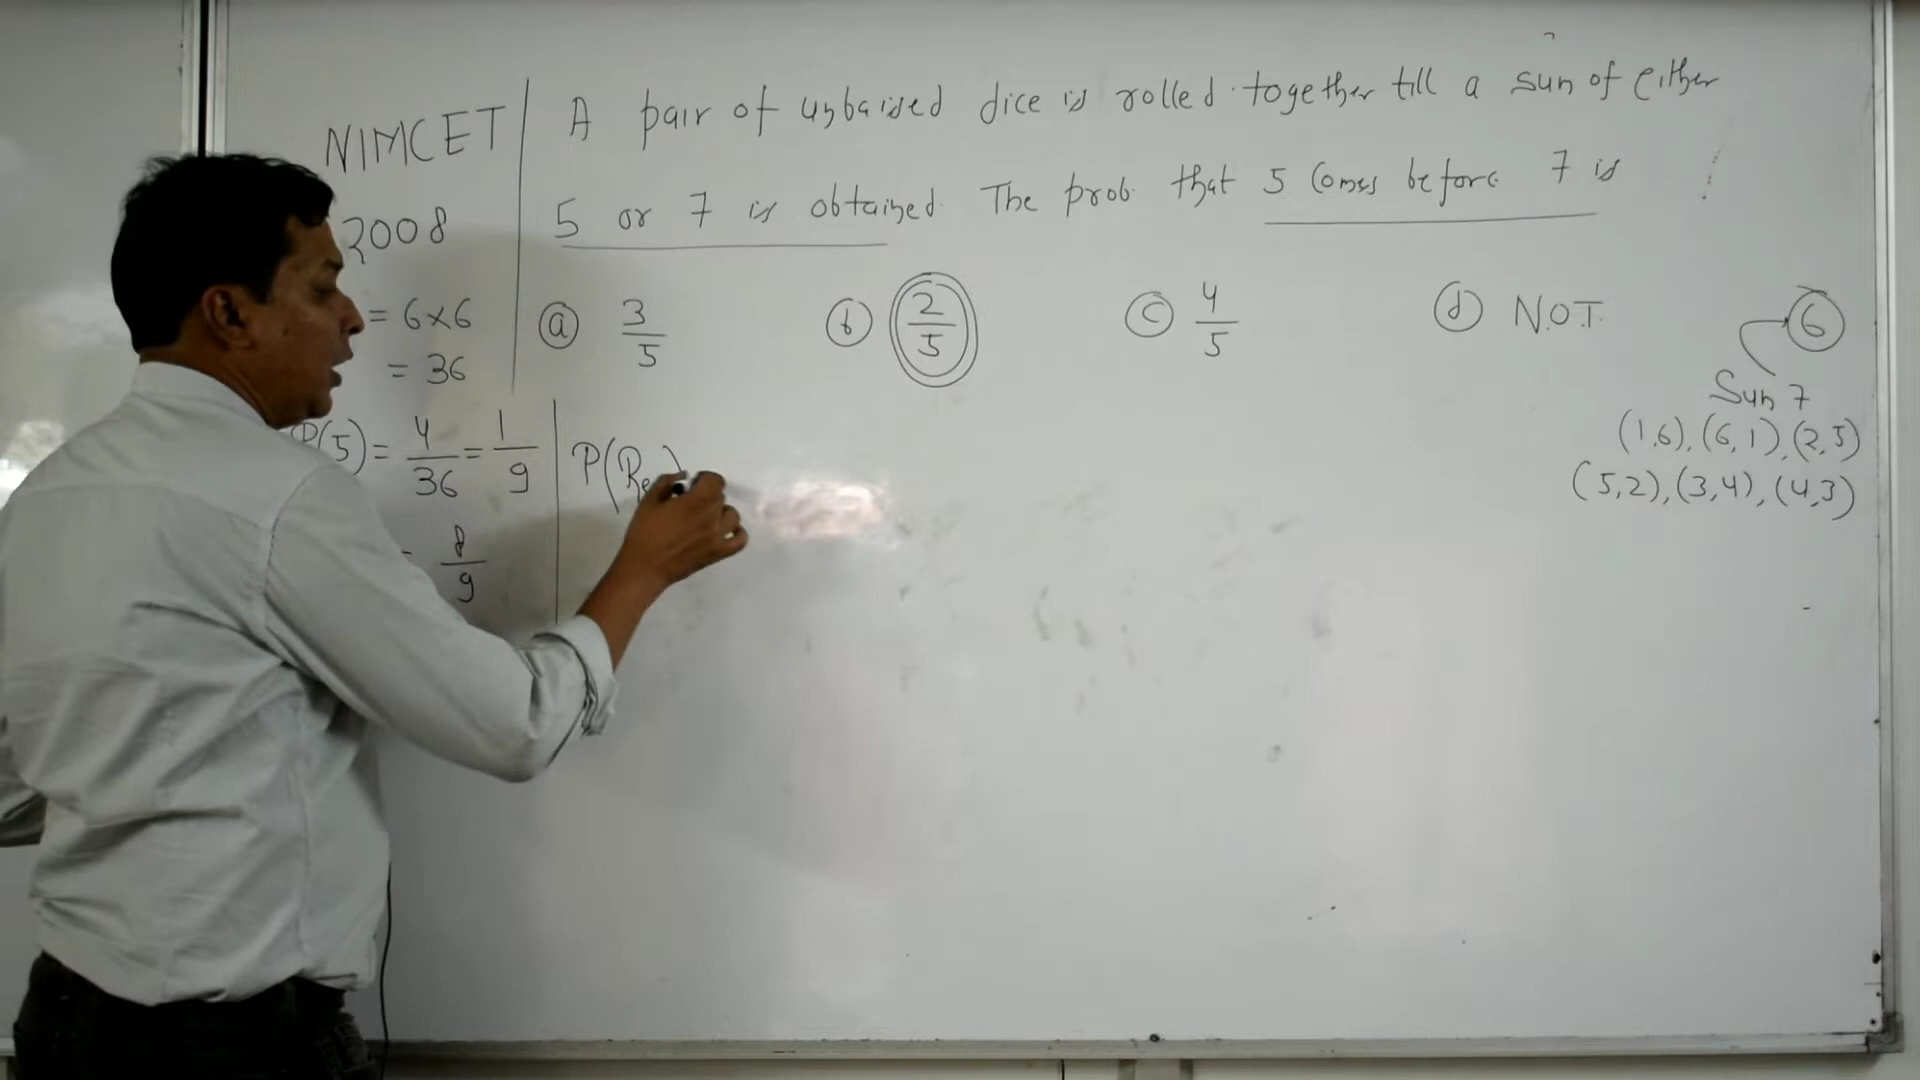 NIMCET
2008
= 6×6
= 36
A pair of unbaised dice is rolled together till a sum of either
5 or 7 is obtained. The prob. that 5 comes before 7 is
(a) 3/5 (b) 2/5 (c) 4/5 (d) N.O.T.
6
Sum 7
(1,6), (6,1), (2,5)
(5,2), (3,4), (4,3)
P(5) = 4/36 = 1/9
8/9
P(Re